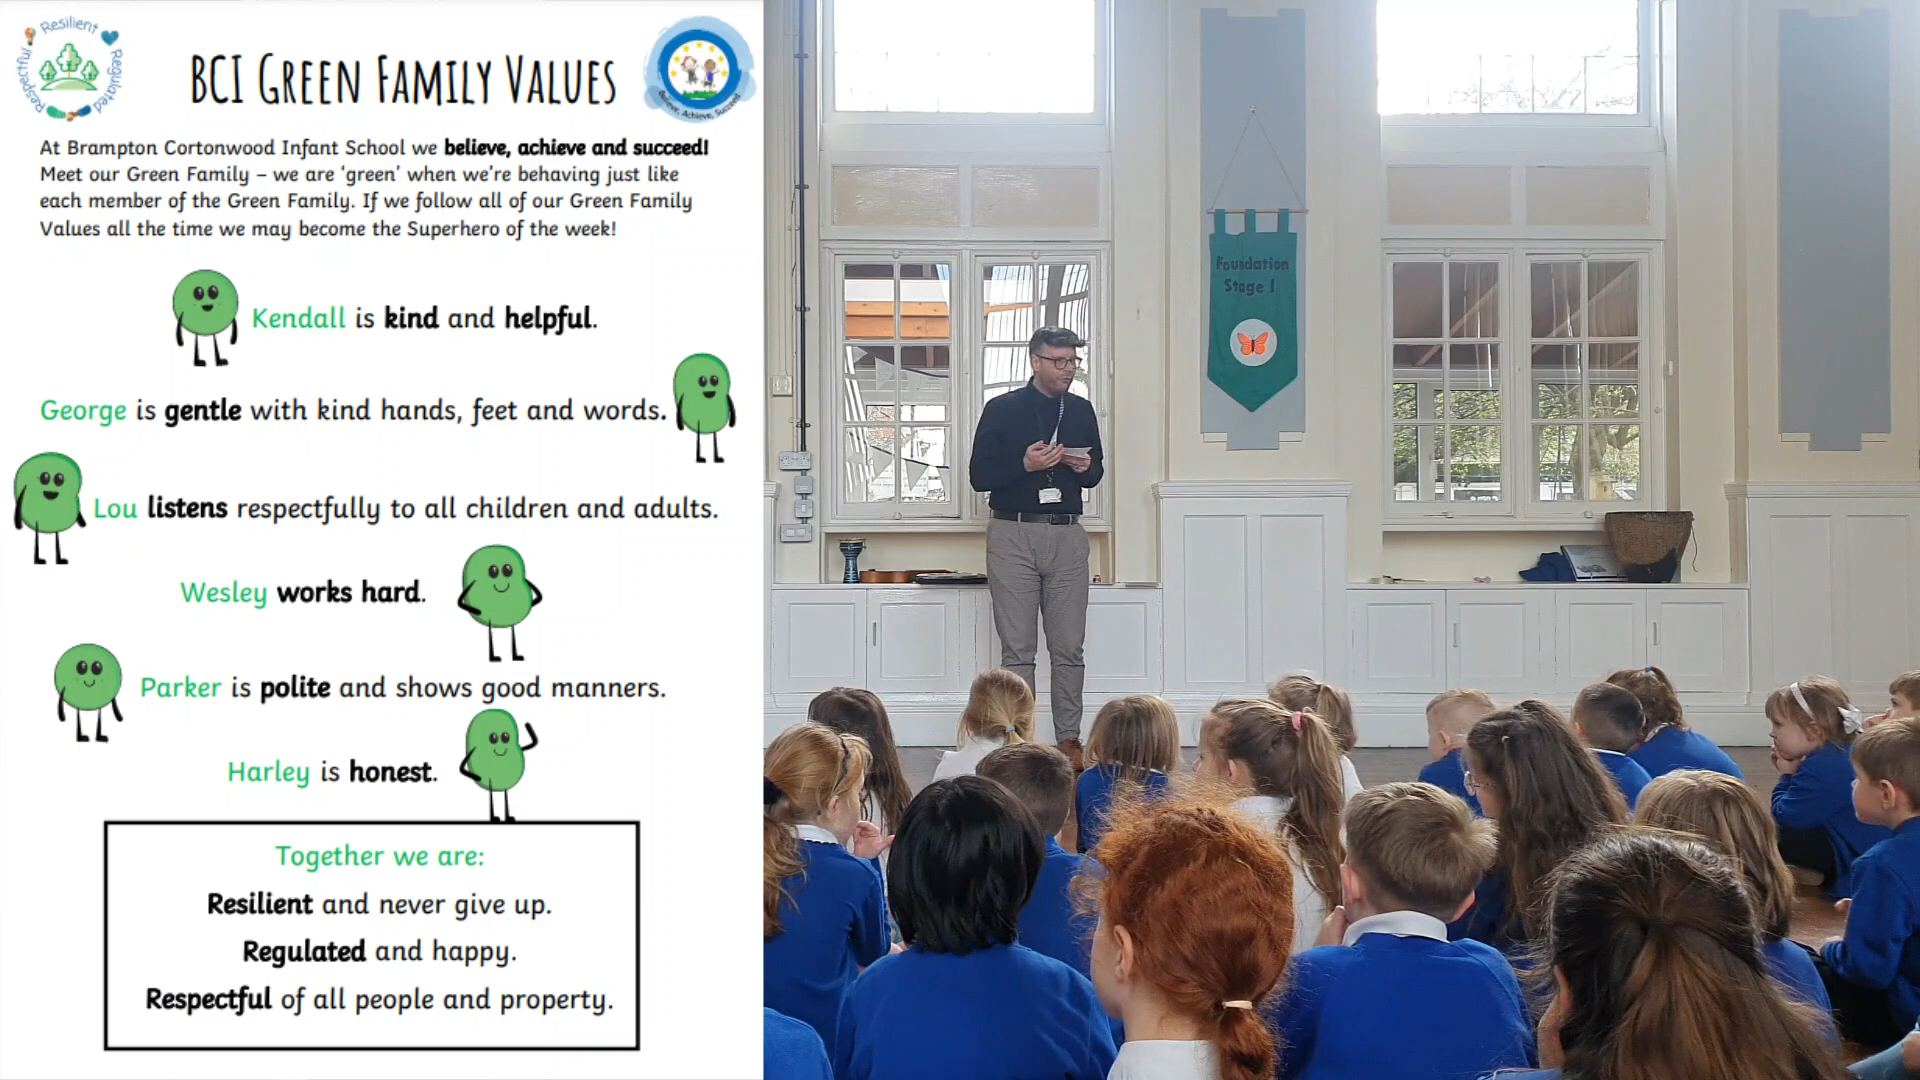 Resilient
Respectful
Regulated
BCI GREEN FAMILY VALUES
Believe, Achieve, Succeed
At Brampton Cortonwood Infant School we believe, achieve and succeed!
Meet our Green Family – we are ‘green’ when we’re behaving just like
each member of the Green Family. If we follow all of our Green Family
Values all the time we may become the Superhero of the week!
Kendall is kind and helpful.
George is gentle with kind hands, feet and words.
Lou listens respectfully to all children and adults.
Wesley works hard.
Parker is polite and shows good manners.
Harley is honest.
Together we are:
Resilient and never give up.
Regulated and happy.
Respectful of all people and property.
Foundation
Stage 1